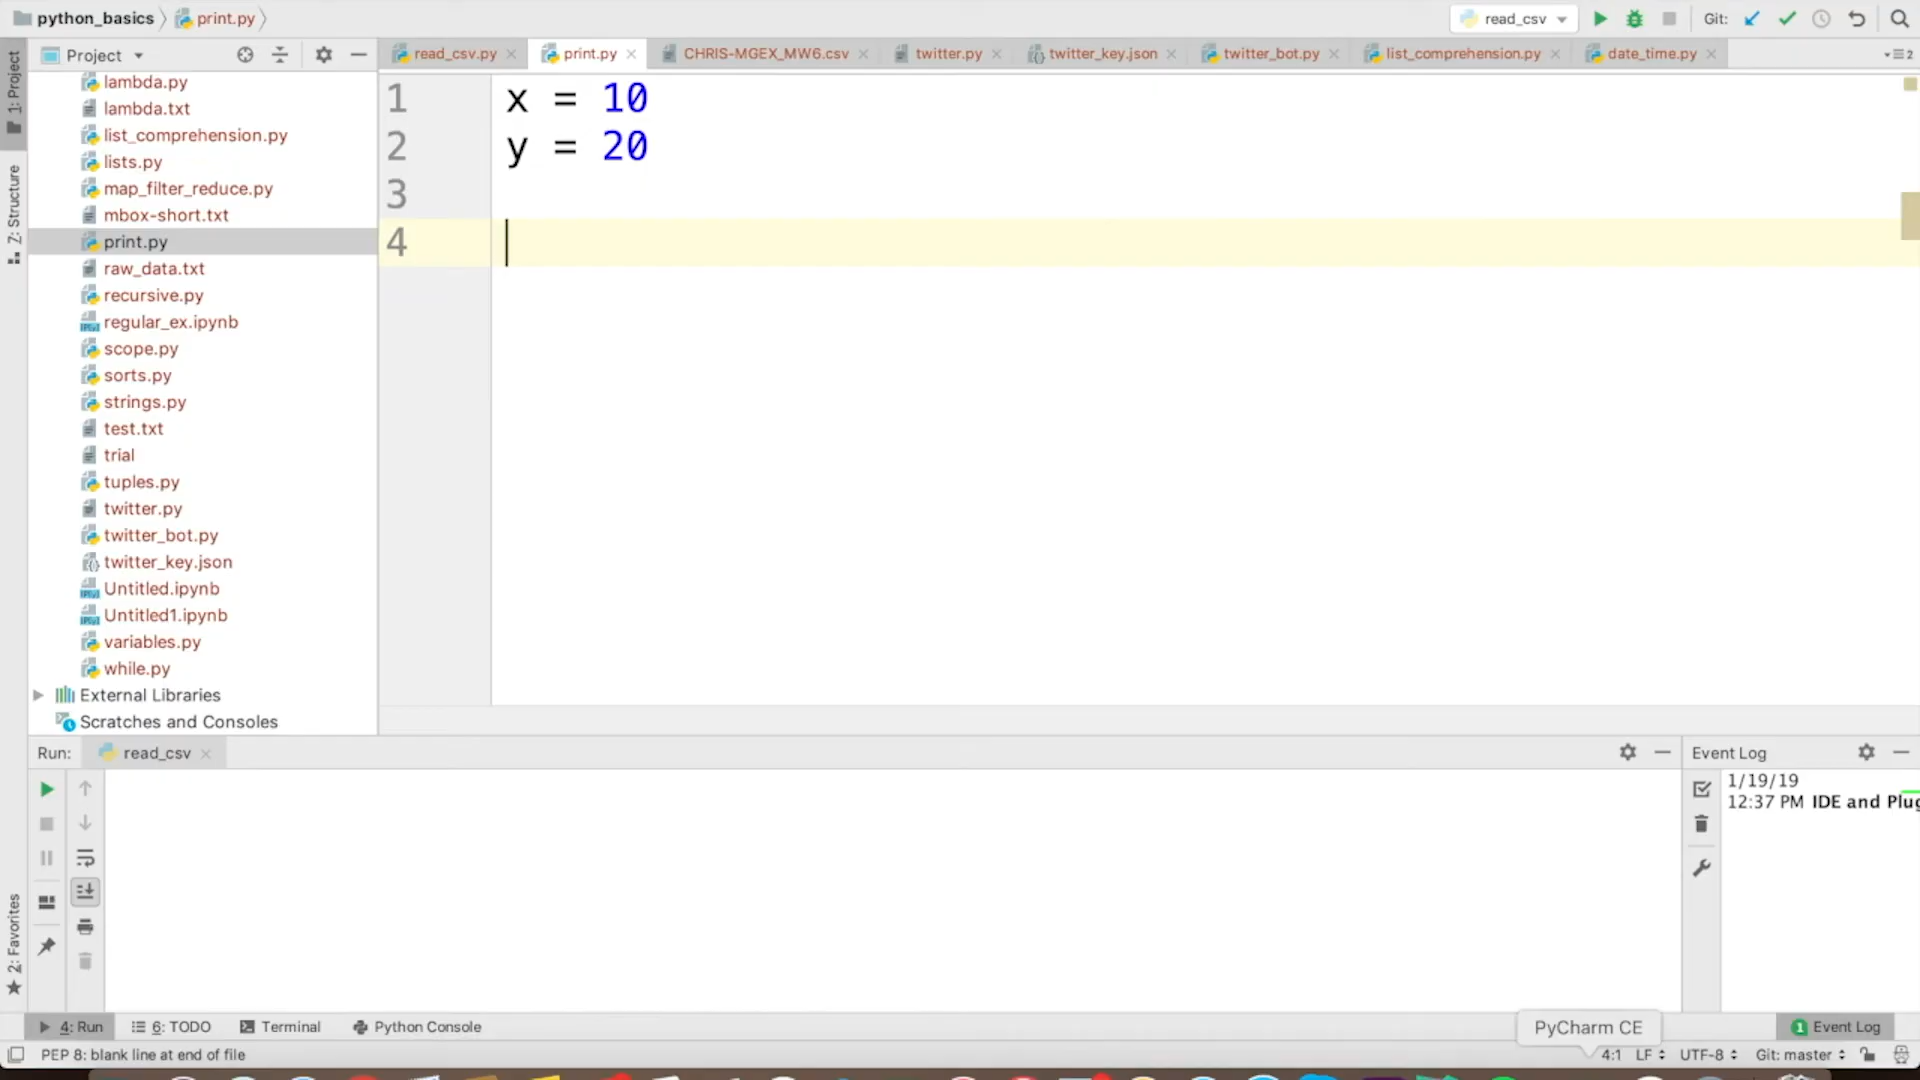 python_basics print.py read_csv Git:
1: Project
Z: Structure
2: Favorites
Project
read_csv.py print.py CHRIS-MGEX_MW6.csv twitter.py twitter_key.json twitter_bot.py list_comprehension.py date_time.py 2
lambda.py
lambda.txt
list_comprehension.py
lists.py
map_filter_reduce.py
mbox-short.txt
print.py
raw_data.txt
recursive.py
regular_ex.ipynb
scope.py
sorts.py
strings.py
test.txt
trial
tuples.py
twitter.py
twitter_bot.py
twitter_key.json
Untitled.ipynb
Untitled1.ipynb
variables.py
while.py
External Libraries
Scratches and Consoles
1 x = 10
2 y = 20
3
4
Run: read_csv
Event Log
1/19/19
12:37 PM IDE and Plug
4: Run 6: TODO Terminal Python Console
PyCharm CE
1 Event Log
PEP 8: blank line at end of file
4:1 LF UTF-8 Git: master